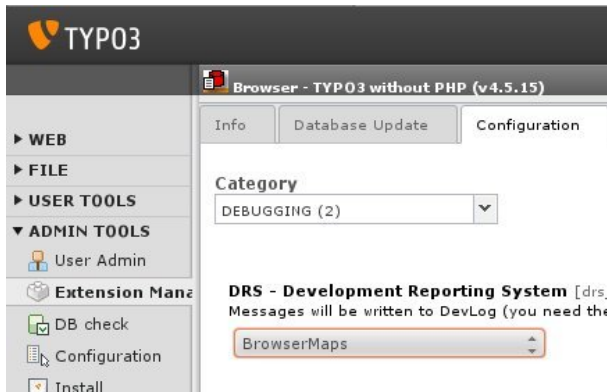 TYPO3
Browser - TYPO3 without PHP (v4.5.15)
Info
Database Update
Configuration
WEB
FILE
USER TOOLS
ADMIN TOOLS
User Admin
Extension Mana
DB check
Configuration
Install
Category
DEBUGGING (2)
DRS - Development Reporting System [drs_
Messages will be written to DevLog (you need the
BrowserMaps